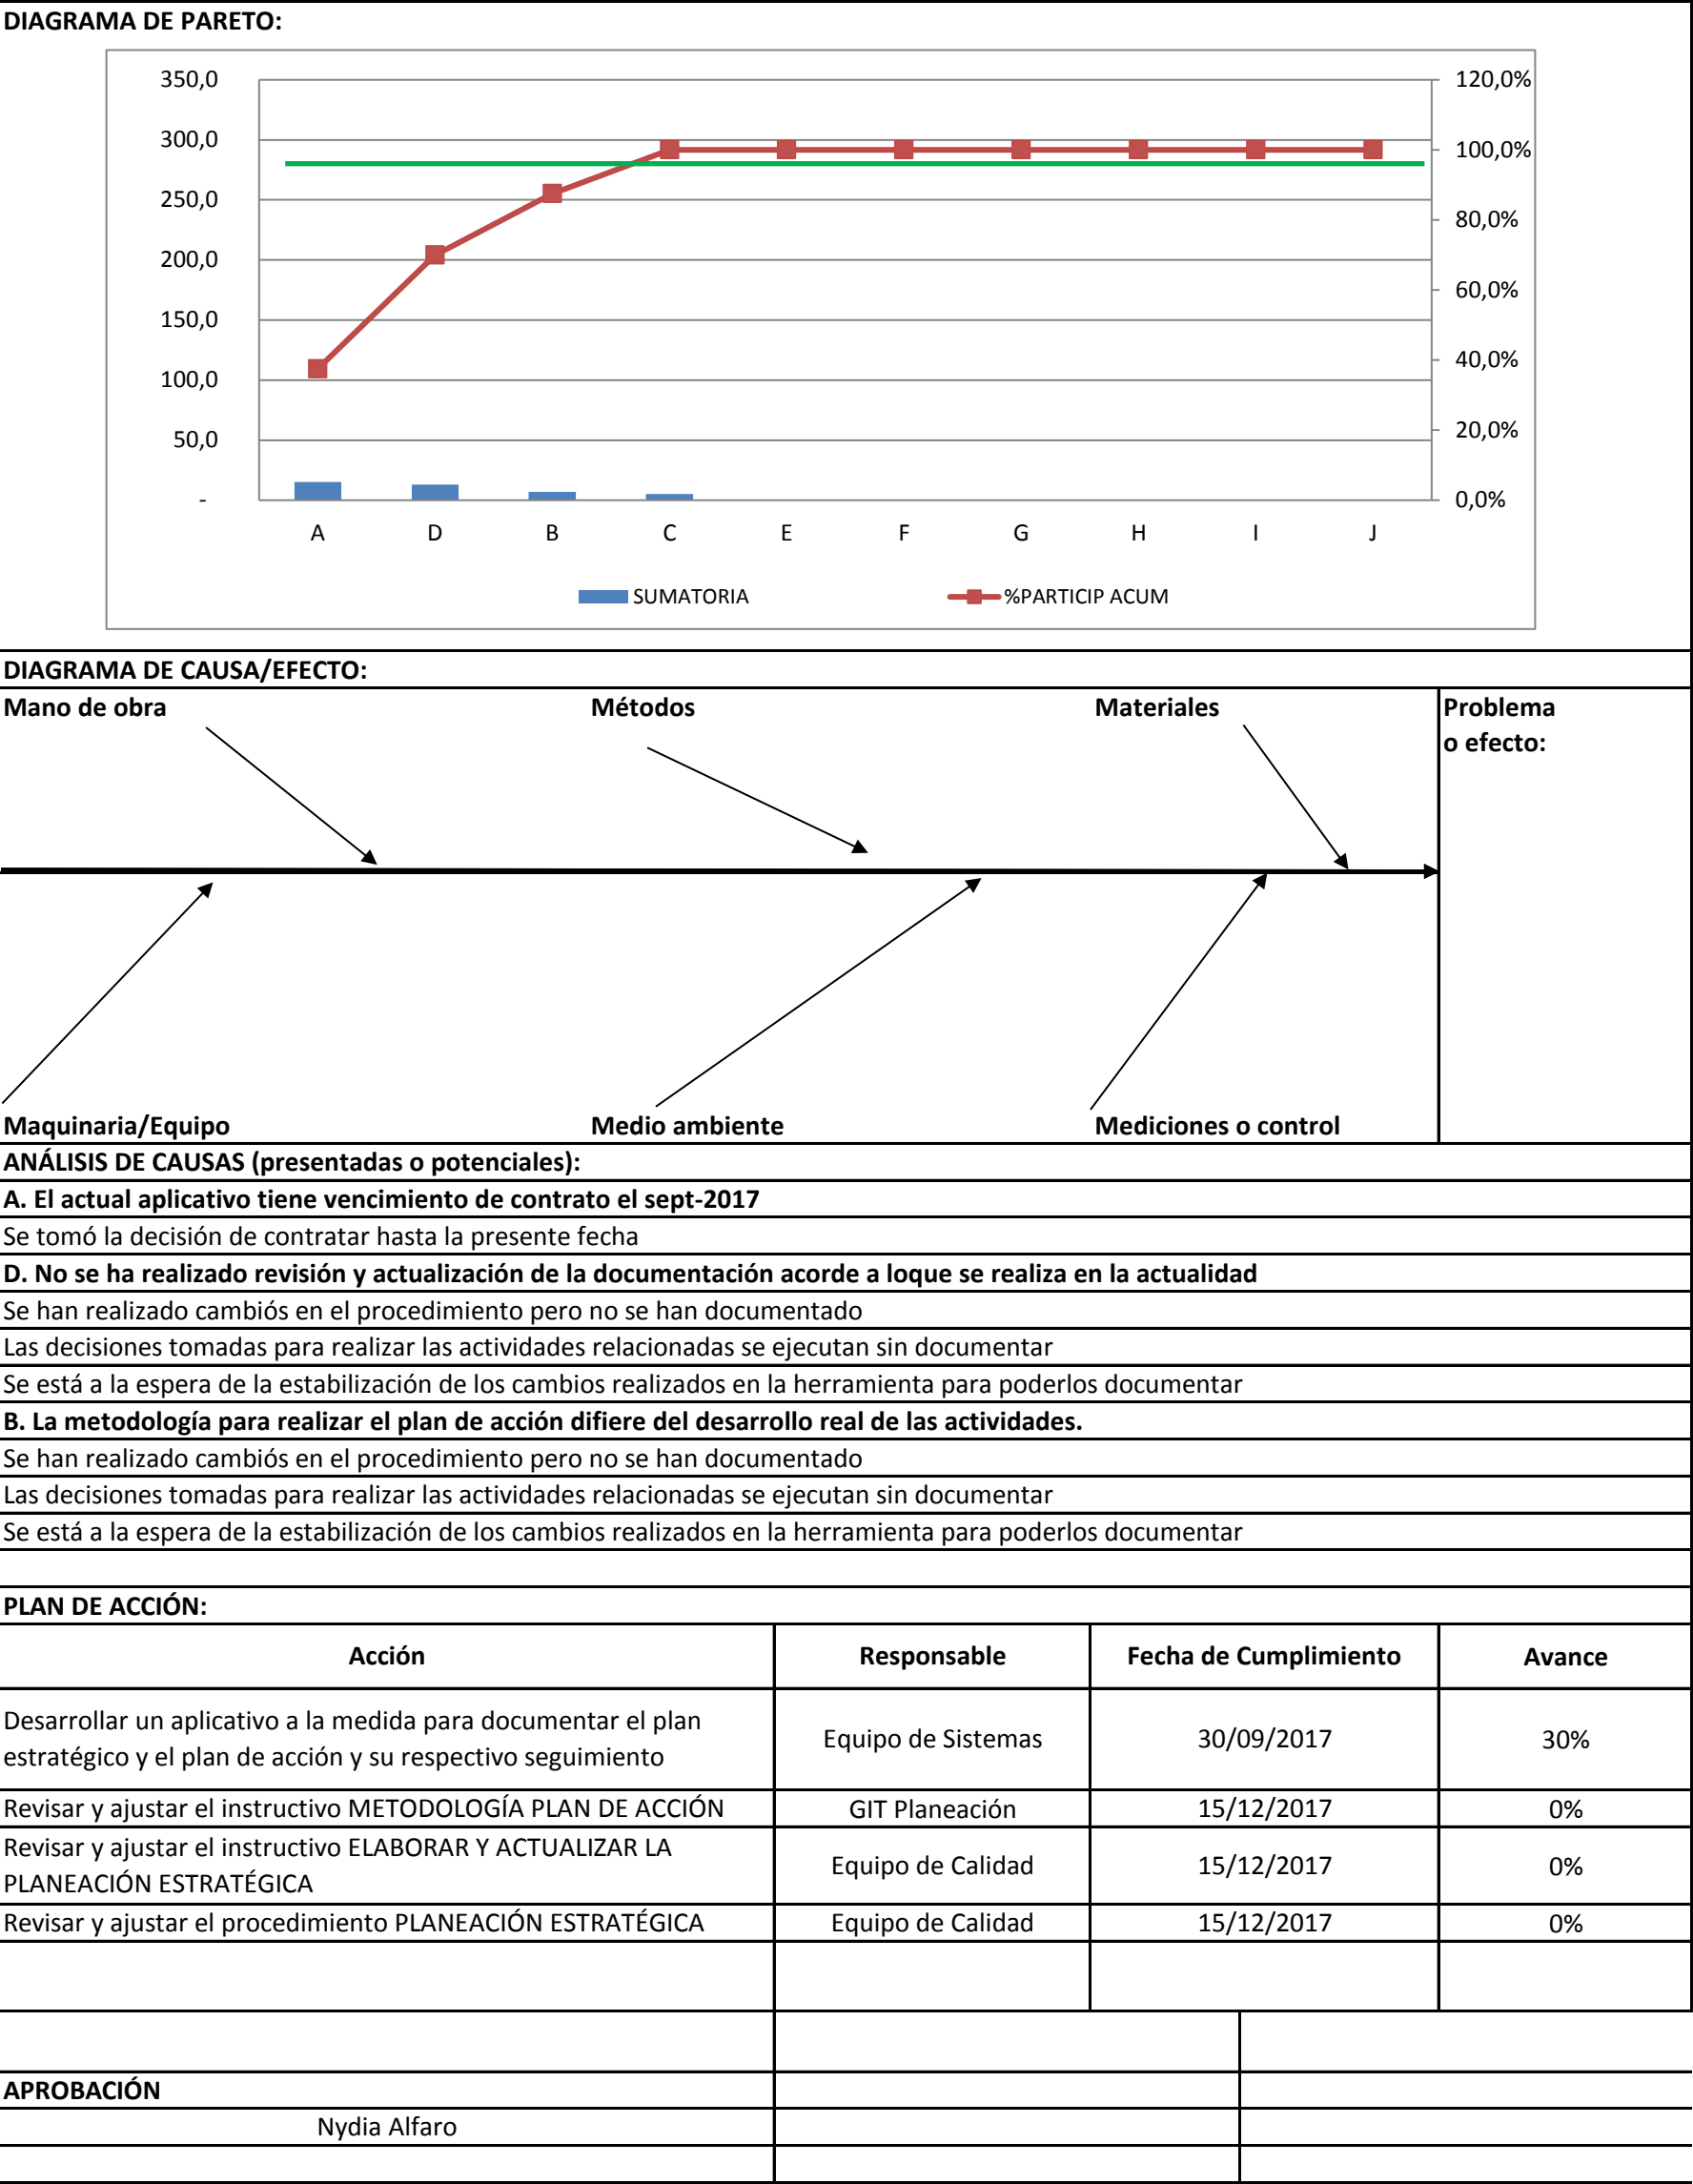 DIAGRAMA DE PARETO:
350,0
300,0
250,0
200,0
150,0
100,0
50,0
-
120,0%
100,0%
80,0%
60,0%
40,0%
20,0%
0,0%
A D B C E F G H I J
SUMATORIA %PARTICIP ACUM
DIAGRAMA DE CAUSA/EFECTO:
Mano de obra Métodos Materiales Problema
o efecto:
Maquinaria/Equipo Medio ambiente Mediciones o control
ANÁLISIS DE CAUSAS (presentadas o potenciales):
A. El actual aplicativo tiene vencimiento de contrato el sept-2017
Se tomó la decisión de contratar hasta la presente fecha
D. No se ha realizado revisión y actualización de la documentación acorde a loque se realiza en la actualidad
Se han realizado cambiós en el procedimiento pero no se han documentado
Las decisiones tomadas para realizar las actividades relacionadas se ejecutan sin documentar
Se está a la espera de la estabilización de los cambios realizados en la herramienta para poderlos documentar
B. La metodología para realizar el plan de acción difiere del desarrollo real de las actividades.
Se han realizado cambiós en el procedimiento pero no se han documentado
Las decisiones tomadas para realizar las actividades relacionadas se ejecutan sin documentar
Se está a la espera de la estabilización de los cambios realizados en la herramienta para poderlos documentar
PLAN DE ACCIÓN:
Acción Responsable Fecha de Cumplimiento Avance
Desarrollar un aplicativo a la medida para documentar el plan
estratégico y el plan de acción y su respectivo seguimiento
Equipo de Sistemas 30/09/2017 30%
Revisar y ajustar el instructivo METODOLOGÍA PLAN DE ACCIÓN GIT Planeación 15/12/2017 0%
Revisar y ajustar el instructivo ELABORAR Y ACTUALIZAR LA
PLANEACIÓN ESTRATÉGICA
Equipo de Calidad 15/12/2017 0%
Revisar y ajustar el procedimiento PLANEACIÓN ESTRATÉGICA Equipo de Calidad 15/12/2017 0%
APROBACIÓN
Nydia Alfaro